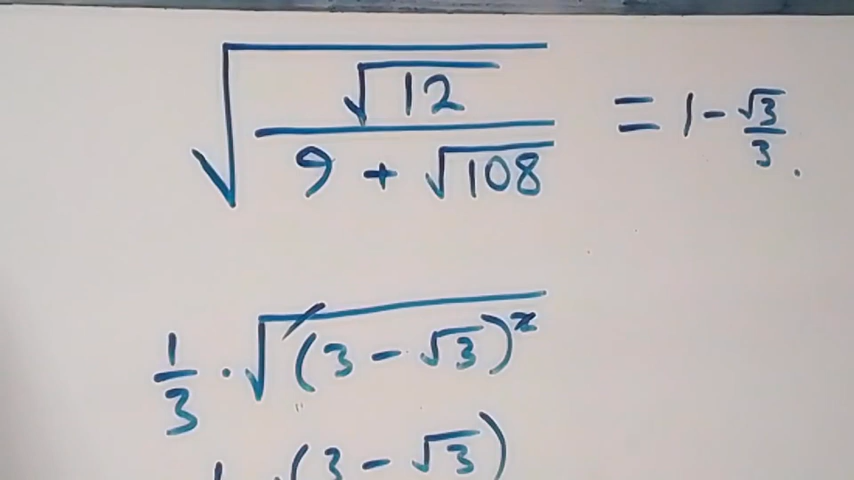 √(√12 / (9 + √108)) = 1 - √3/3.
1/3 · √((3 - √3)^2)
(3 - √3)